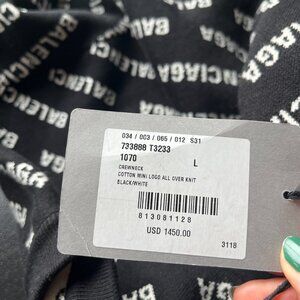 BALENCIAGA
BALENCIAGA
BALENCIAGA
034 / 003 / 065 / 012 S31
733888 T3233
1070 L
CREWNECK
COTTON MINI LOGO ALL OVER KNIT
BLACK/WHITE
813081128
USD 1450.00
3118